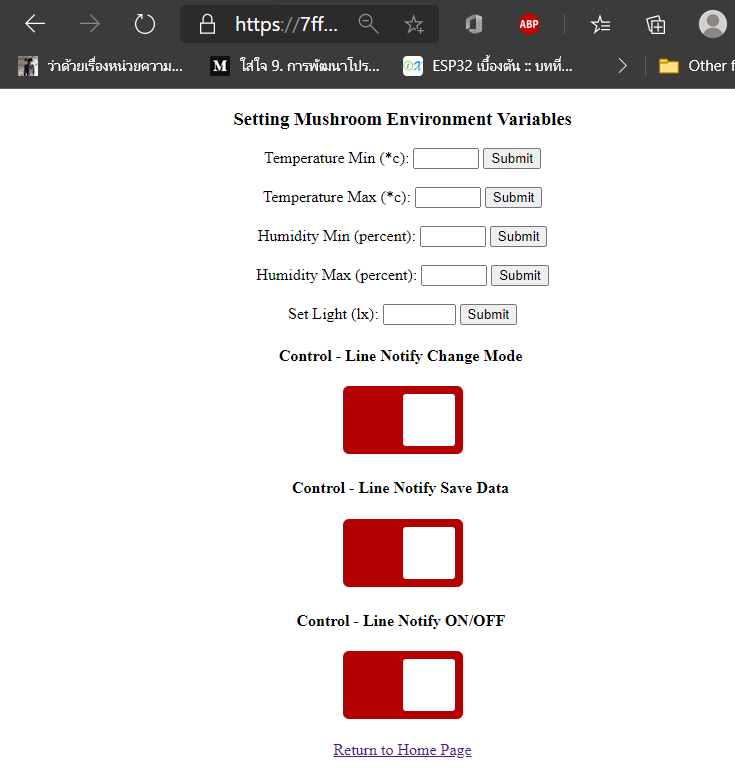 https://7ff...
ABP
ว่าด้วยเรื่องหน่วยความ... M ใส่ใจ 9. การพัฒนาโปร... DX ESP32 เบื้องต้น :: บทที่... Other f
Setting Mushroom Environment Variables
Temperature Min (*c): Submit
Temperature Max (*c): Submit
Humidity Min (percent): Submit
Humidity Max (percent): Submit
Set Light (lx): Submit
Control - Line Notify Change Mode
Control - Line Notify Save Data
Control - Line Notify ON/OFF
Return to Home Page